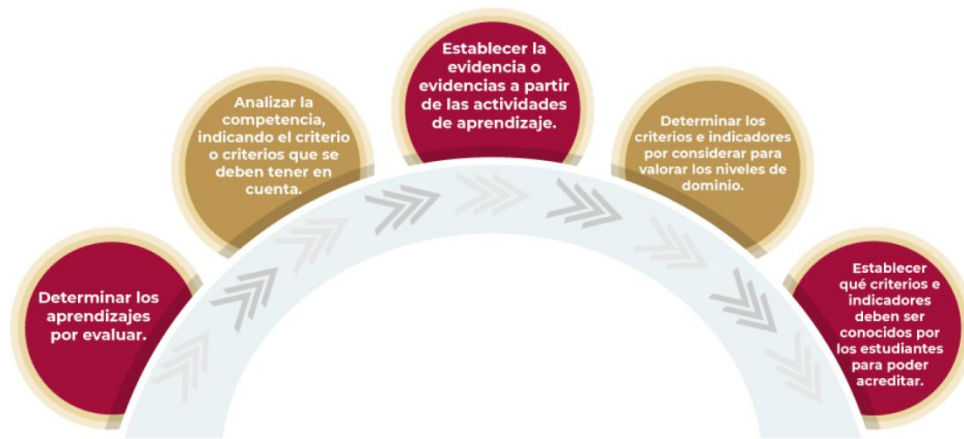 Determinar los
aprendizajes
por evaluar.
Analizar la
competencia,
indicando el criterio
o criterios que se
deben tener en
cuenta.
Establecer la
evidencia o
evidencias a partir
de las actividades
de aprendizaje.
Determinar los
criterios e indicadores
por considerar para
valorar los niveles de
dominio.
Establecer
qué criterios e
indicadores
deben ser
conocidos por
los estudiantes
para poder
acreditar.